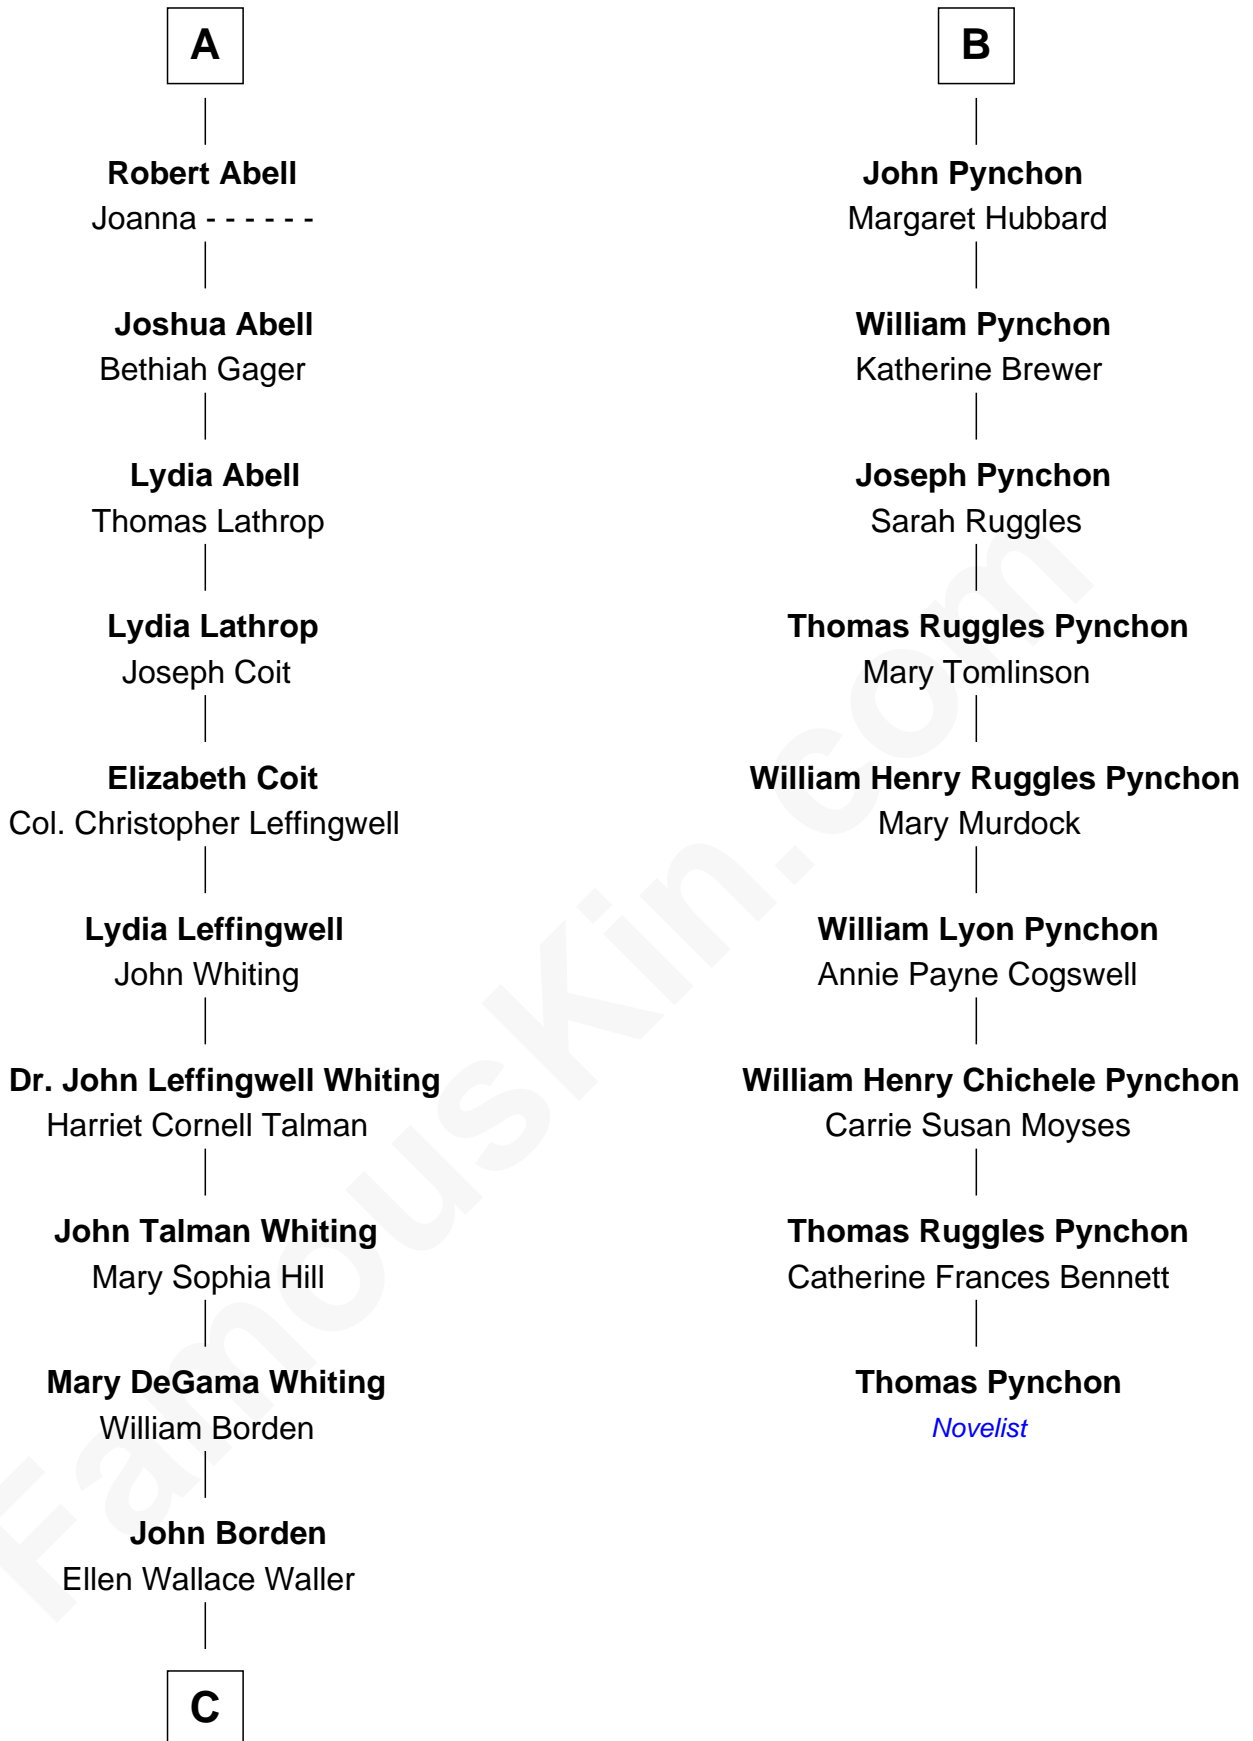 A
Robert Abell
Joanna - - - - - -
Joshua Abell
Bethiah Gager
Lydia Abell
Thomas Lathrop
Lydia Lathrop
Joseph Coit
Elizabeth Coit
Col. Christopher Leffingwell
Lydia Leffingwell
John Whiting
Dr. John Leffingwell Whiting
Harriet Cornell Talman
John Talman Whiting
Mary Sophia Hill
Mary DeGama Whiting
William Borden
John Borden
Ellen Wallace Waller
C
B
John Pynchon
Margaret Hubbard
William Pynchon
Katherine Brewer
Joseph Pynchon
Sarah Ruggles
Thomas Ruggles Pynchon
Mary Tomlinson
William Henry Ruggles Pynchon
Mary Murdock
William Lyon Pynchon
Annie Payne Cogswell
William Henry Chichele Pynchon
Carrie Susan Moyses
Thomas Ruggles Pynchon
Catherine Frances Bennett
Thomas Pynchon
Novelist
FamousKin.com